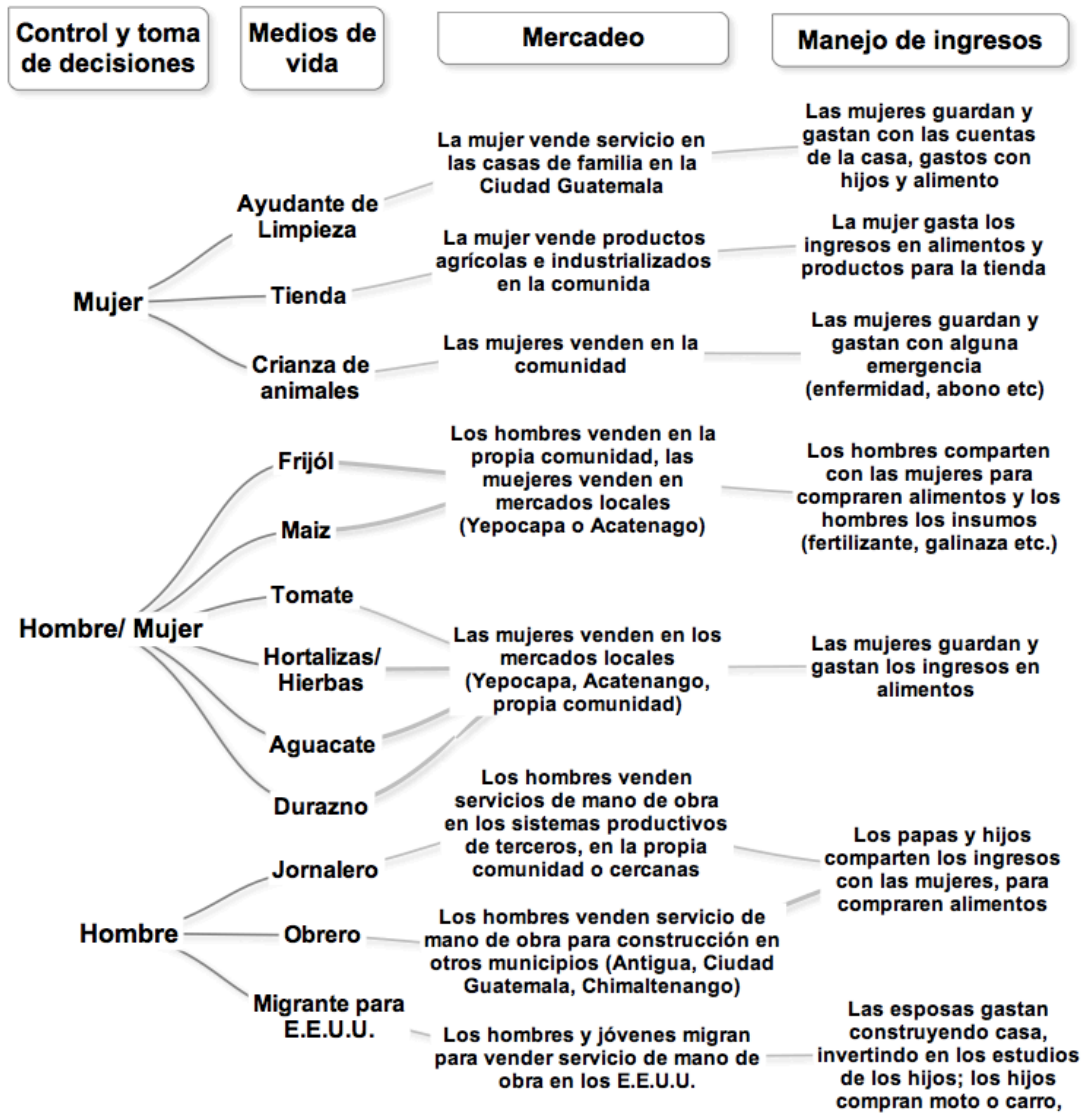 Control y toma
de decisiones
Medios de
vida
Mercadeo
Manejo de ingresos
Mujer
Ayudante de
Limpieza
La mujer vende servicio en
las casas de familia en la
Ciudad Guatemala
Las mujeres guardan y
gastan con las cuentas
de la casa, gastos con
hijos y alimento
Tienda
La mujer vende productos
agrícolas e industrializados
en la comunida
La mujer gasta los
ingresos en alimentos y
productos para la tienda
Crianza de
animales
Las mujeres venden en la
comunidad
Las mujeres guardan y
gastan con alguna
emergencia
(enfermidad, abono etc)
Hombre/ Mujer
Frijól
Maiz
Los hombres venden en la
propia comunidad, las
muejeres venden en
mercados locales
(Yepocapa o Acatenago)
Los hombres comparten
con las mujeres para
compraren alimentos y los
hombres los insumos
(fertilizante, galinaza etc.)
Tomate
Hortalizas/
Hierbas
Aguacate
Durazno
Las mujeres venden en los
mercados locales
(Yepocapa, Acatenango,
propia comunidad)
Las mujeres guardan y
gastan los ingresos en
alimentos
Hombre
Jornalero
Los hombres venden
servicios de mano de obra
en los sistemas productivos
de terceros, en la propia
comunidad o cercanas
Obrero
Los hombres venden servicio de
mano de obra para construcción en
otros municipios (Antigua, Ciudad
Guatemala, Chimaltenango)
Los papas y hijos
comparten los ingresos
con las mujeres, para
compraren alimentos
Migrante para
E.E.U.U.
Los hombres y jóvenes migran
para vender servicio de mano de
obra en los E.E.U.U.
Las esposas gastan
construyendo casa,
invertindo en los estudios
de los hijos; los hijos
compran moto o carro,